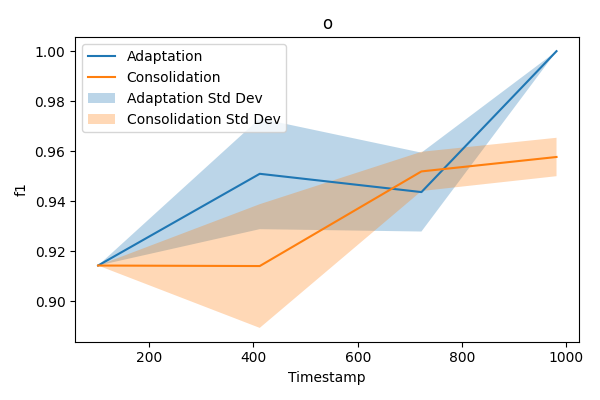 o
Adaptation
Consolidation
Adaptation Std Dev
Consolidation Std Dev
1.00
0.98
0.96
0.94
0.92
0.90
f1
200
400
600
800
1000
Timestamp